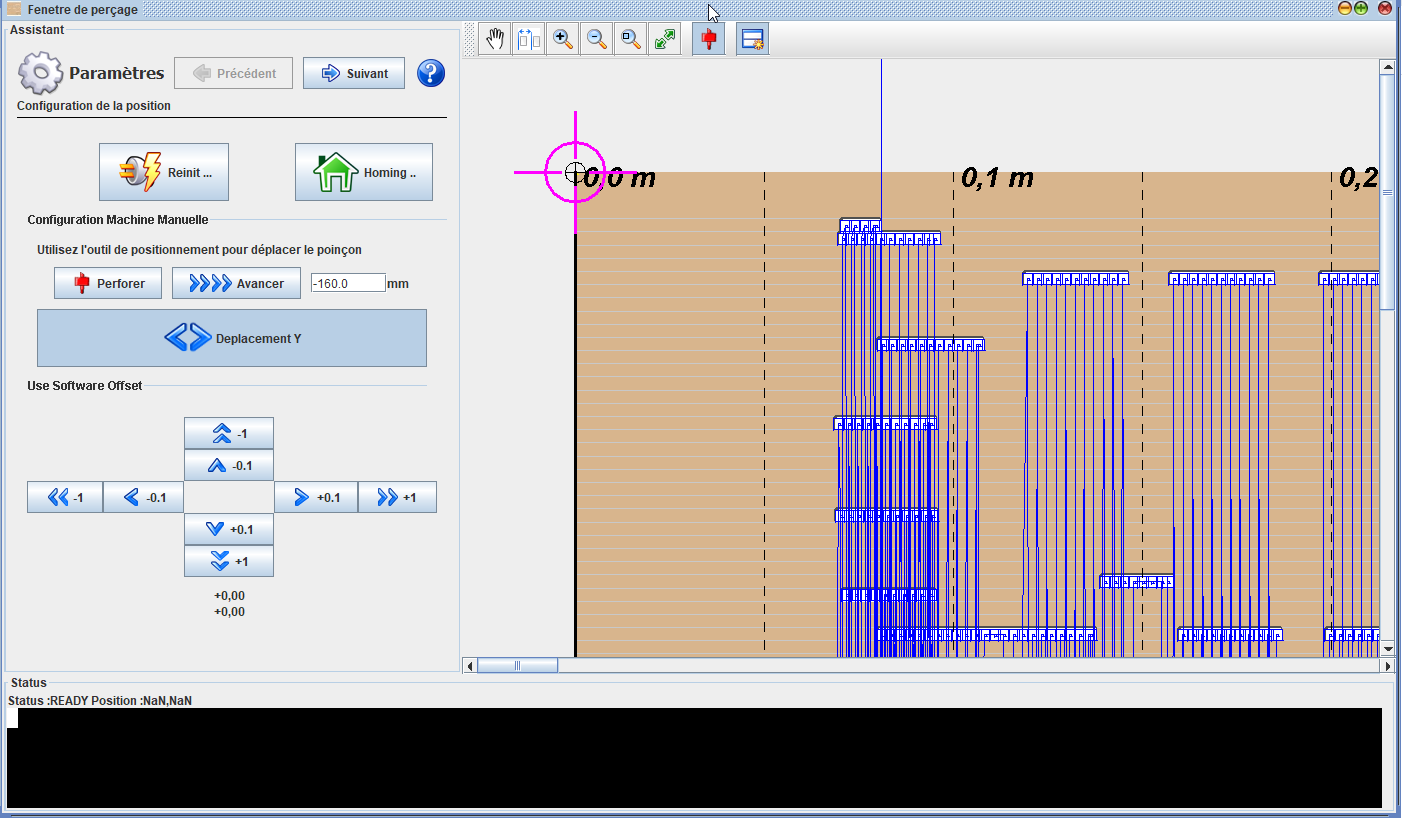 Fenetre de perçage
Assistant
Paramètres
Précédent
Suivant
?
Configuration de la position
Reinit ...
Homing ..
Configuration Machine Manuelle
Utilisez l'outil de positionnement pour déplacer le poinçon
Perforer
Avancer
-160.0
mm
Deplacement Y
Use Software Offset
-1
-0.1
-1
-0.1
+0.1
+1
+0.1
+1
+0,00
+0,00
0,0 m
0,1 m
0,2
Status
Status :READY Position :NaN,NaN